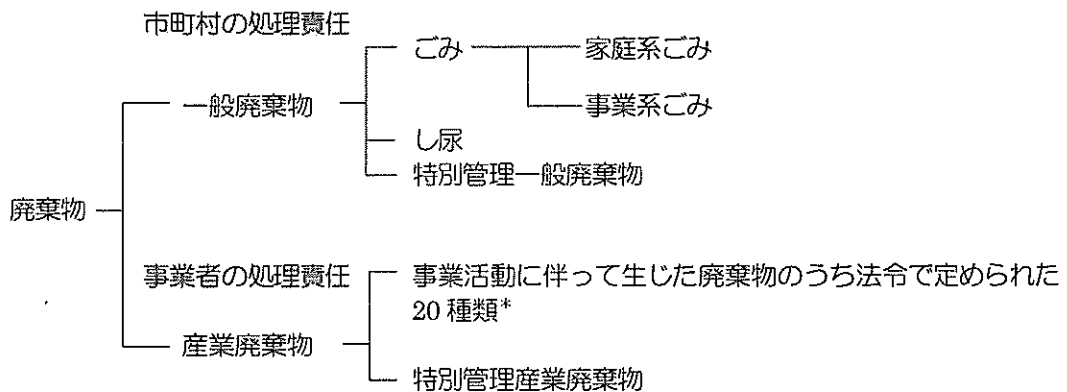 市町村の処理責任
ごみ
家庭系ごみ
一般廃棄物
事業系ごみ
し尿
特別管理一般廃棄物
廃棄物
事業者の処理責任
事業活動に伴って生じた廃棄物のうち法令で定められた
20 種類*
産業廃棄物
特別管理産業廃棄物